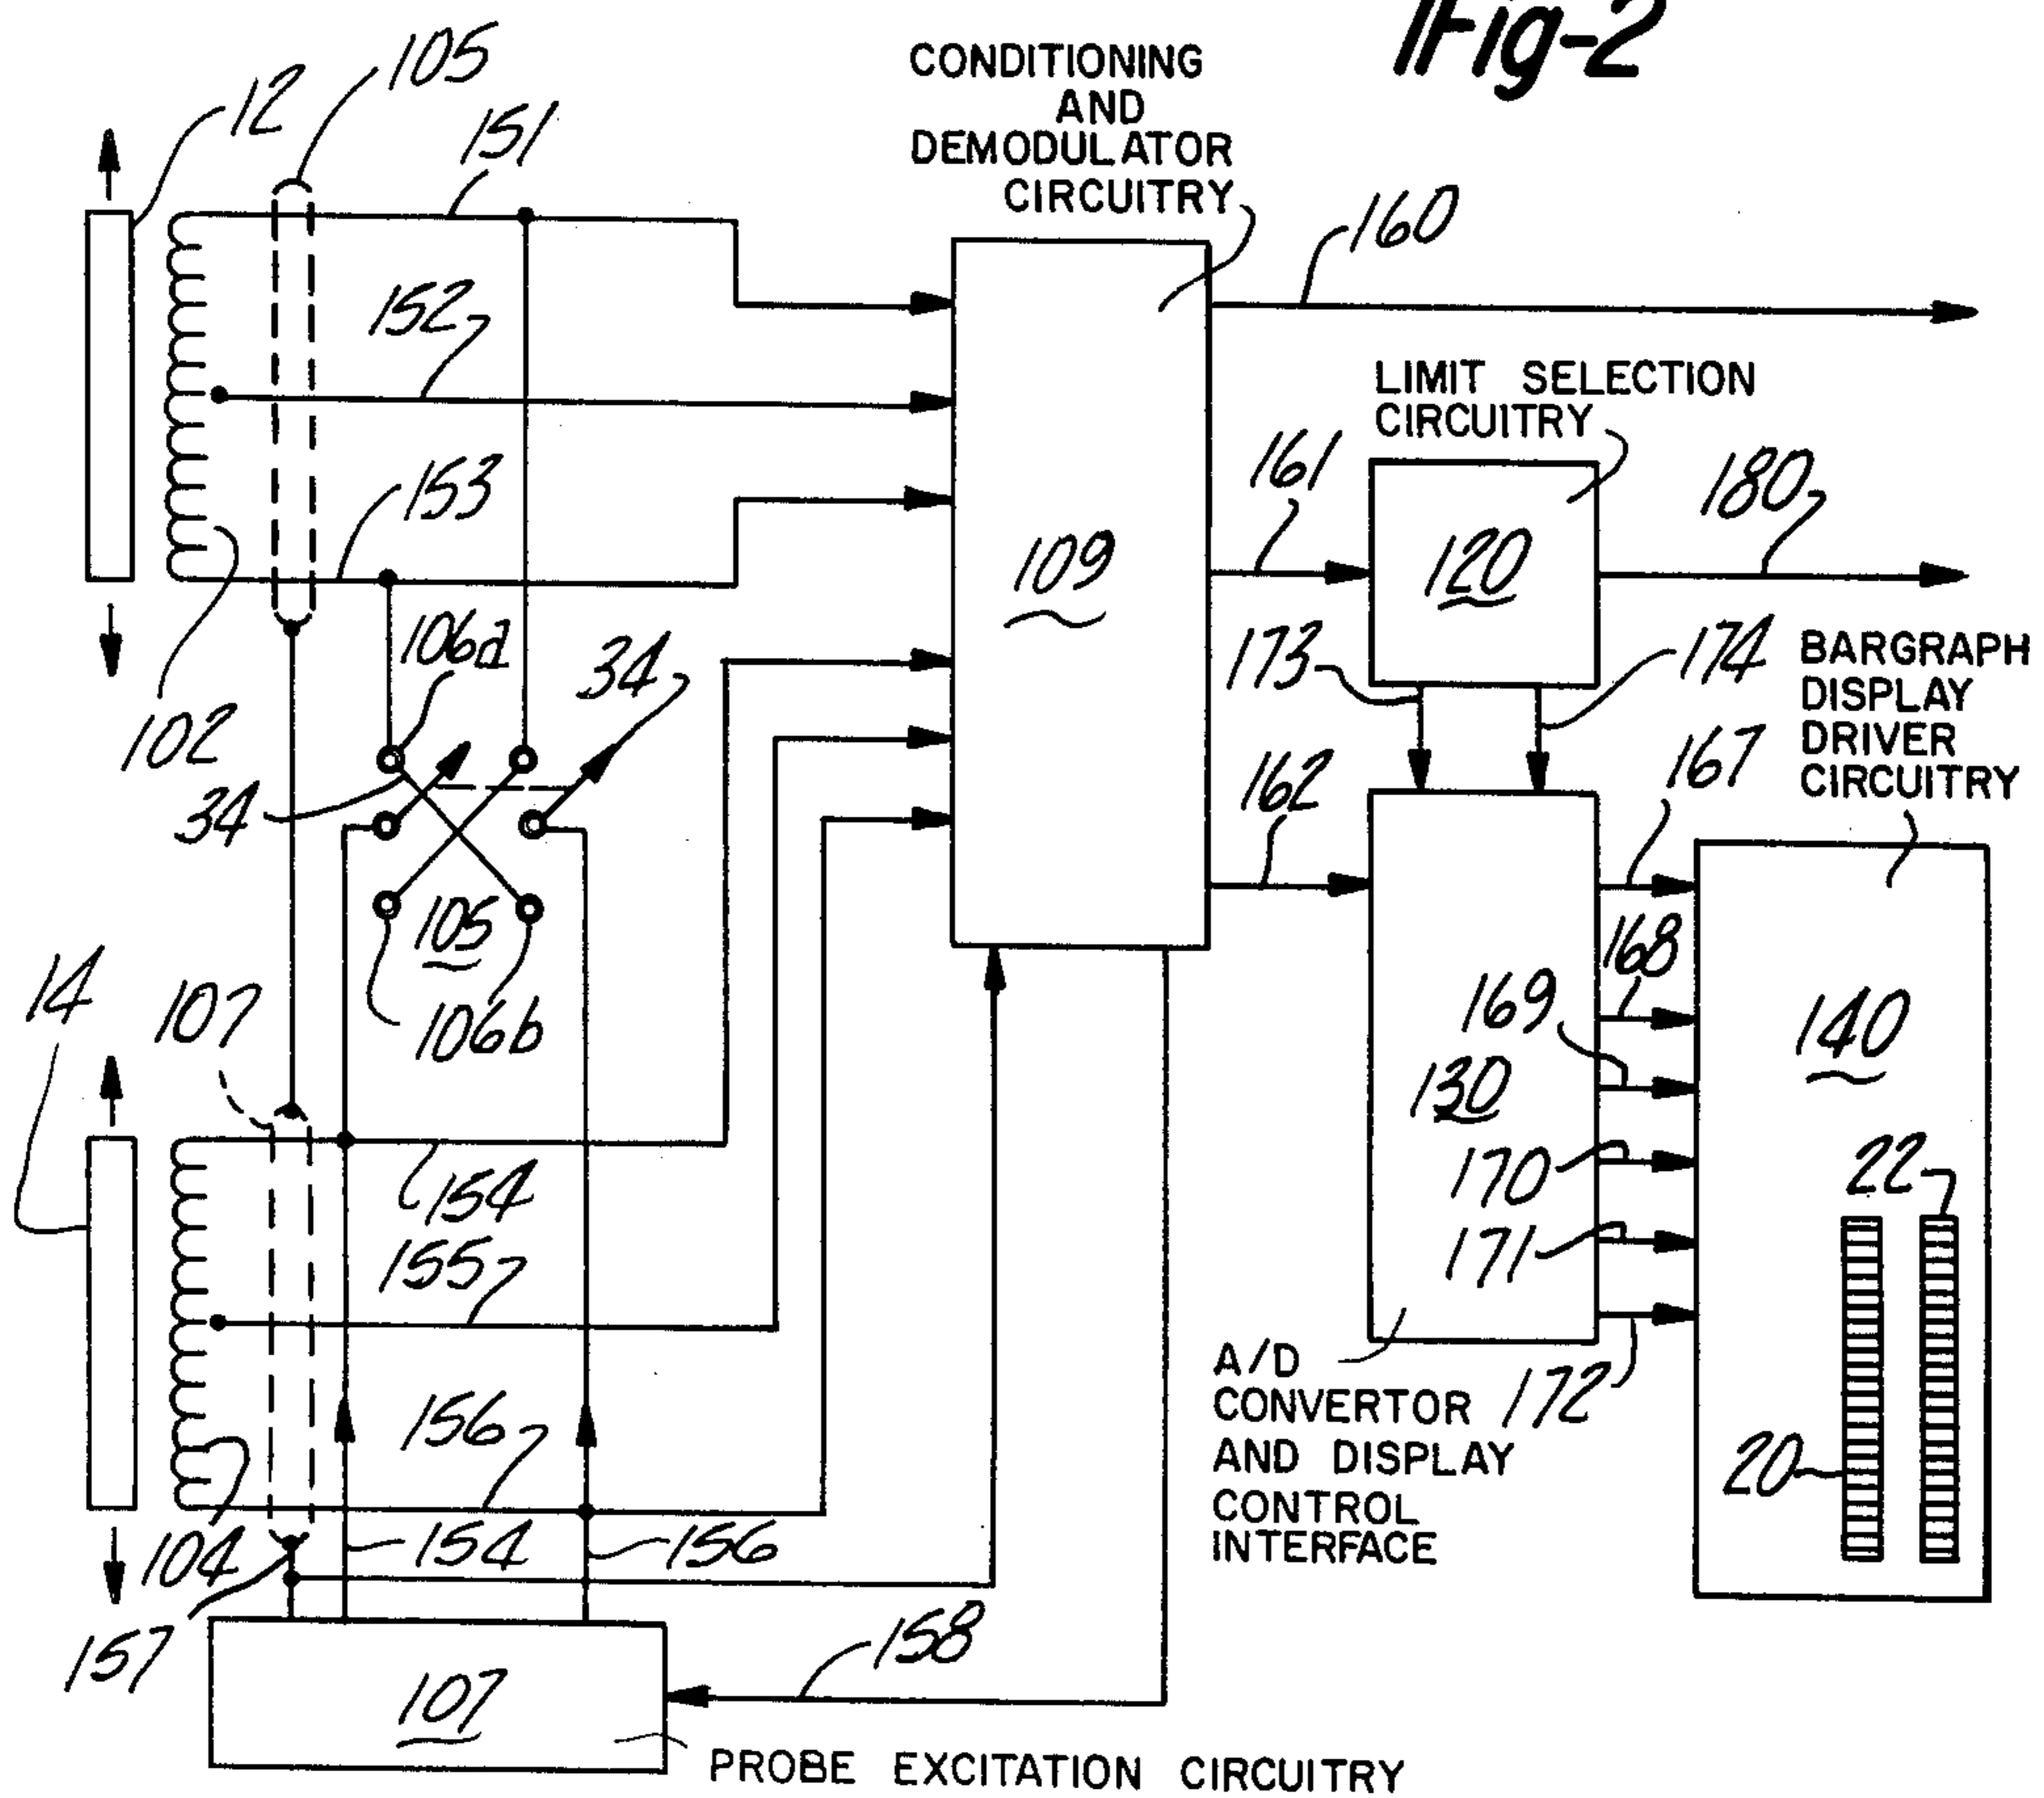 Fig-2
CONDITIONING
AND
DEMODULATOR
CIRCUITRY
105
12
151
160
152
LIMIT SELECTION
CIRCUITRY
153
161
180
109
120
106a
34
173
174
BARGRAPH
DISPLAY
DRIVER
CIRCUITRY
102
167
34
162
105
168
14
107
106b
169
140
130
22
170
154
171
155
A/D
CONVERTOR
172
AND DISPLAY
CONTROL
INTERFACE
156
20
104
154
156
157
158
107
PROBE EXCITATION CIRCUITRY